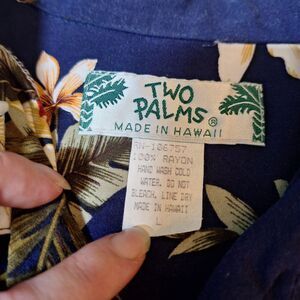 TWO
PALMS®
MADE IN HAWAII
RN-106757
100% RAYON
HAND WASH COLD
WATER. DO NOT
BLEACH. LINE DRY
MADE IN HAWAII
L